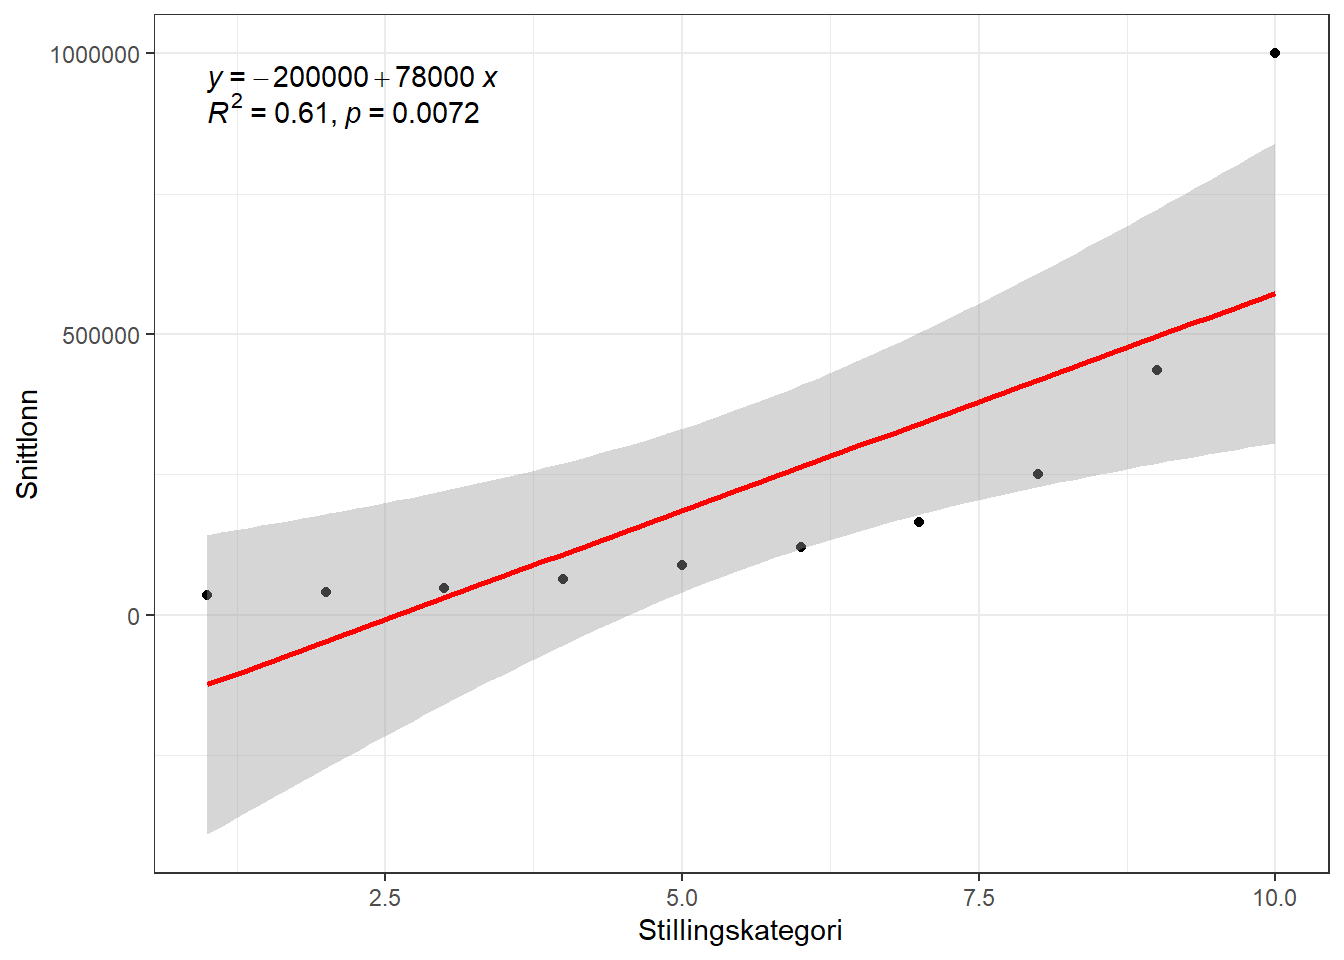 y = −200000 + 78000 x
R² = 0.61, p = 0.0072
1000000
500000
0
Snittlonn
2.5 5.0 7.5 10.0
Stillingskategori